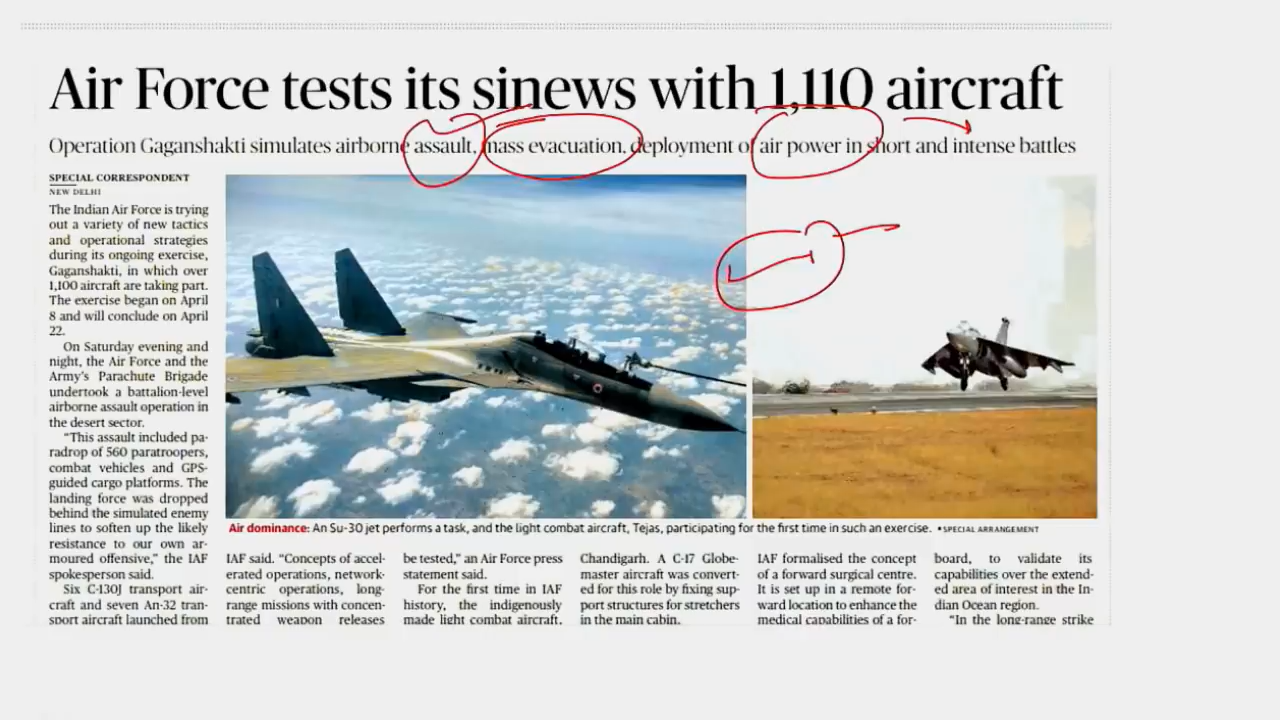 Air Force tests its sinews with 1,110 aircraft
Operation Gaganshakti simulates airborne assault, mass evacuation, deployment of air power in short and intense battles
SPECIAL CORRESPONDENT
NEW DELHI
The Indian Air Force is trying
out a variety of new tactics
and operational strategies
during its ongoing exercise,
Gaganshakti, in which over
1,100 aircraft are taking part.
The exercise began on April
8 and will conclude on April
22.
On Saturday evening and
night, the Air Force and the
Army's Parachute Brigade
undertook a battalion-level
airborne assault operation in
the desert sector.
"This assault included pa-
radrop of 560 paratroopers,
combat vehicles and GPS-
guided cargo platforms. The
landing force was dropped
behind the simulated enemy
lines to soften up the likely
resistance to our own ar-
moured offensive," the IAF
spokesperson said.
Six C-130J transport air-
craft and seven An-32 tran-
sport aircraft launched from
Air dominance: An Su-30 jet performs a task, and the light combat aircraft, Tejas, participating for the first time in such an exercise. •SPECIAL ARRANGEMENT
IAF said. "Concepts of accel-
erated operations, network-
centric operations, long-
range missions with concen-
trated weapon releases
be tested," an Air Force press
statement said.
For the first time in IAF
history, the indigenously
made light combat aircraft,
Chandigarh. A C-17 Globe-
master aircraft was convert-
ed for this role by fixing sup-
port structures for stretchers
in the main cabin.
IAF formalised the concept
of a forward surgical centre.
It is set up in a remote for-
ward location to enhance the
medical capabilities of a for-
board, to validate its
capabilities over the extend-
ed area of interest in the In-
dian Ocean region.
"In the long-range strike